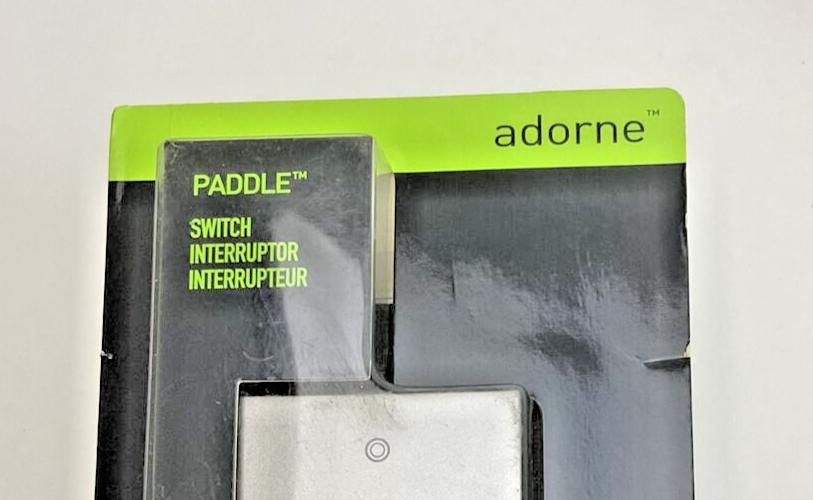 adorne™
PADDLE™
SWITCH
INTERRUPTOR
INTERRUPTEUR